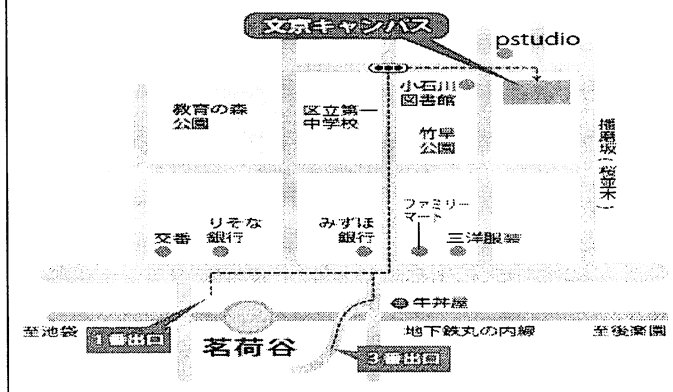 文京キャンパス
pstudio
小石川
図書館
教育の森
公園
区立第一
中学校
竹早
公園
播磨坂(桜並木)
ファミリー
マート
りそな
銀行
みずほ
銀行
交番
三洋服装
牛丼屋
至池袋
1番出口
茗荷谷
地下鉄丸の内線
至後楽園
3番出口